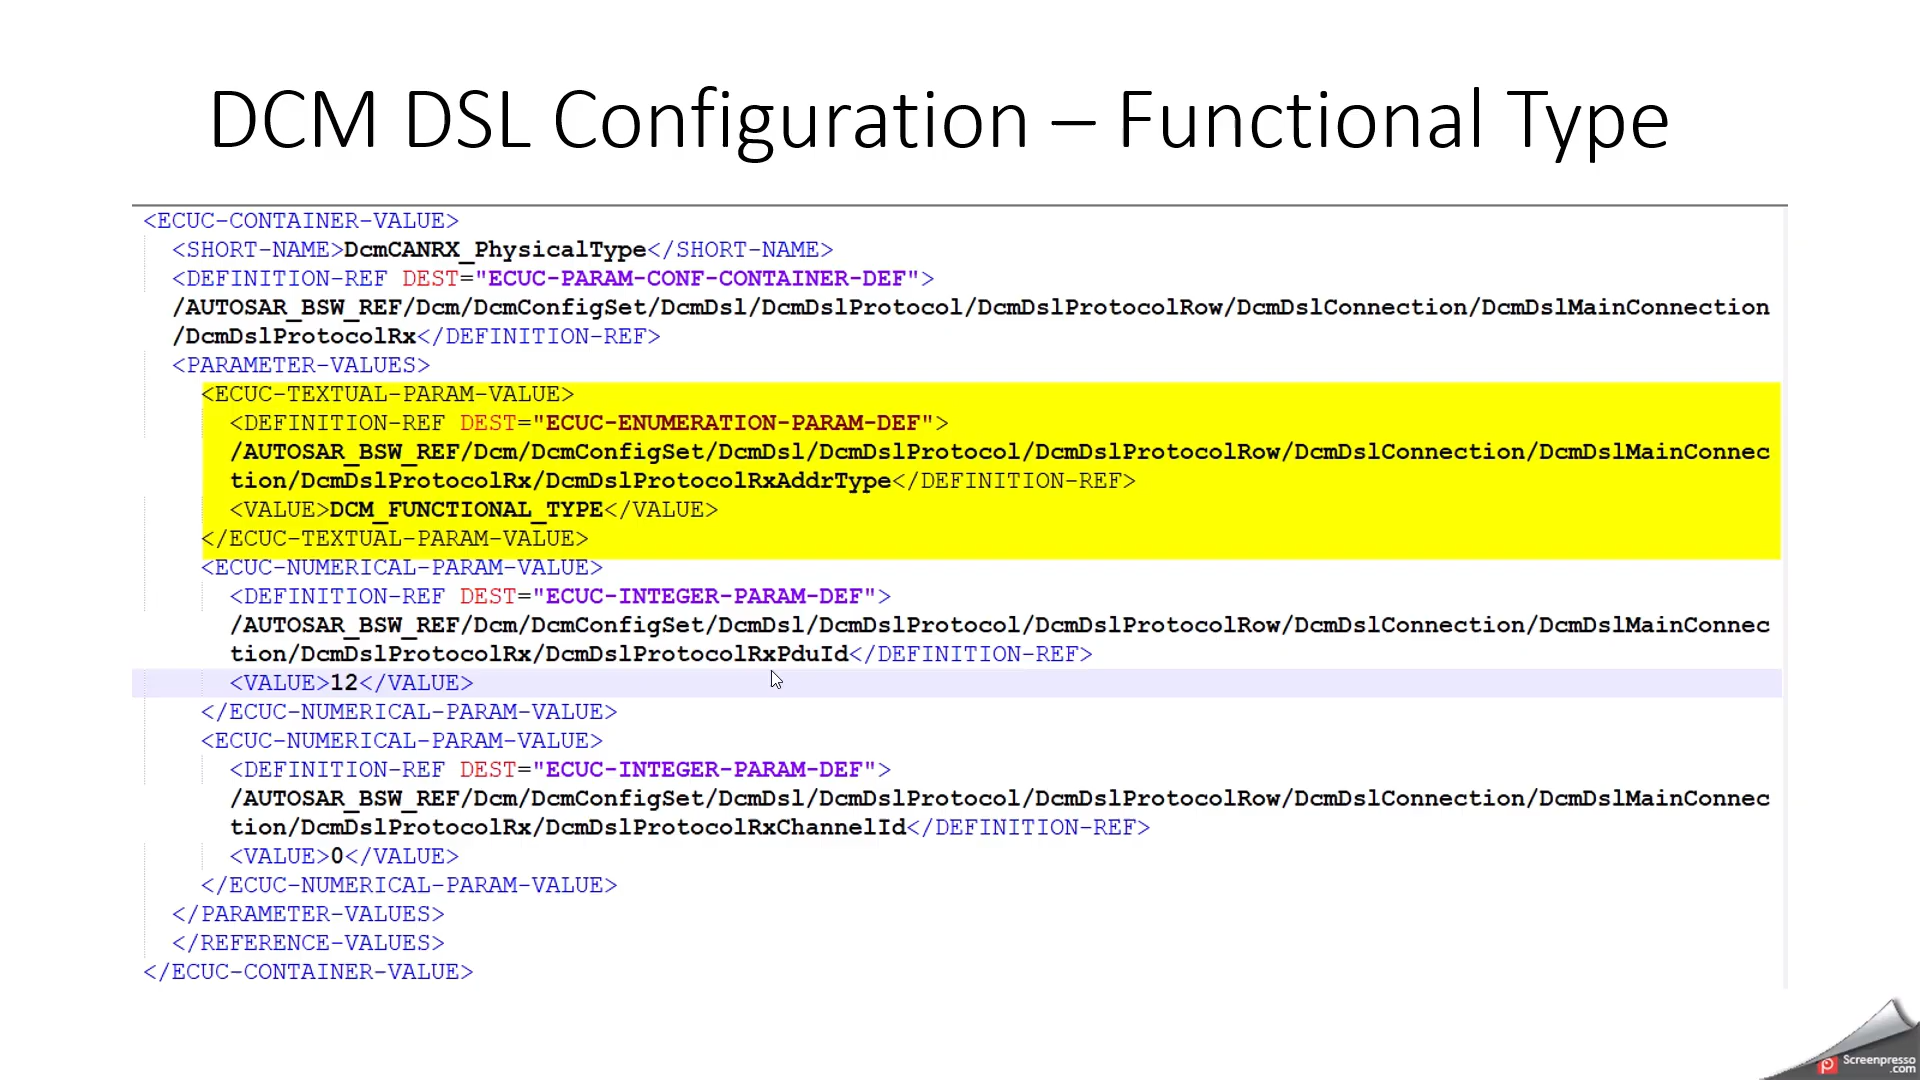 DCM DSL Configuration – Functional Type
<ECUC-CONTAINER-VALUE>
<SHORT-NAME>DcmCANRX_PhysicalType</SHORT-NAME>
<DEFINITION-REF DEST="ECUC-PARAM-CONF-CONTAINER-DEF">
/AUTOSAR_BSW_REF/Dcm/DcmConfigSet/DcmDsl/DcmDslProtocol/DcmDslProtocolRow/DcmDslConnection/DcmDslMainConnection
/DcmDslProtocolRx</DEFINITION-REF>
<PARAMETER-VALUES>
<ECUC-TEXTUAL-PARAM-VALUE>
<DEFINITION-REF DEST="ECUC-ENUMERATION-PARAM-DEF">
/AUTOSAR_BSW_REF/Dcm/DcmConfigSet/DcmDsl/DcmDslProtocol/DcmDslProtocolRow/DcmDslConnection/DcmDslMainConnec
tion/DcmDslProtocolRx/DcmDslProtocolRxAddrType</DEFINITION-REF>
<VALUE>DCM_FUNCTIONAL_TYPE</VALUE>
</ECUC-TEXTUAL-PARAM-VALUE>
<ECUC-NUMERICAL-PARAM-VALUE>
<DEFINITION-REF DEST="ECUC-INTEGER-PARAM-DEF">
/AUTOSAR_BSW_REF/Dcm/DcmConfigSet/DcmDsl/DcmDslProtocol/DcmDslProtocolRow/DcmDslConnection/DcmDslMainConnec
tion/DcmDslProtocolRx/DcmDslProtocolRxPduId</DEFINITION-REF>
<VALUE>12</VALUE>
</ECUC-NUMERICAL-PARAM-VALUE>
<ECUC-NUMERICAL-PARAM-VALUE>
<DEFINITION-REF DEST="ECUC-INTEGER-PARAM-DEF">
/AUTOSAR_BSW_REF/Dcm/DcmConfigSet/DcmDsl/DcmDslProtocol/DcmDslProtocolRow/DcmDslConnection/DcmDslMainConnec
tion/DcmDslProtocolRx/DcmDslProtocolRxChannelId</DEFINITION-REF>
<VALUE>0</VALUE>
</ECUC-NUMERICAL-PARAM-VALUE>
</PARAMETER-VALUES>
</REFERENCE-VALUES>
</ECUC-CONTAINER-VALUE>
Screenpresso
.com